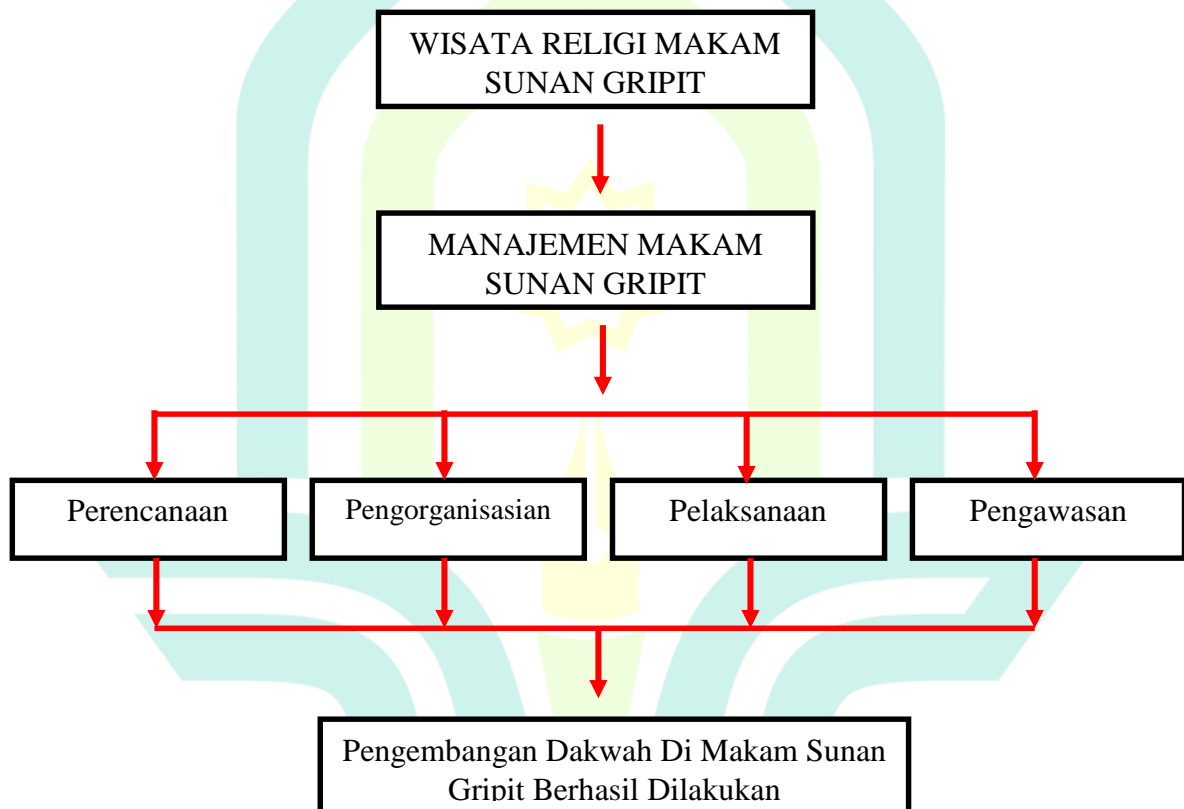 WISATA RELIGI MAKAM
SUNAN GRIPIT
MANAJEMEN MAKAM
SUNAN GRIPIT
Perencanaan
Pengorganisasian
Pelaksanaan
Pengawasan
Pengembangan Dakwah Di Makam Sunan
Gripit Berhasil Dilakukan